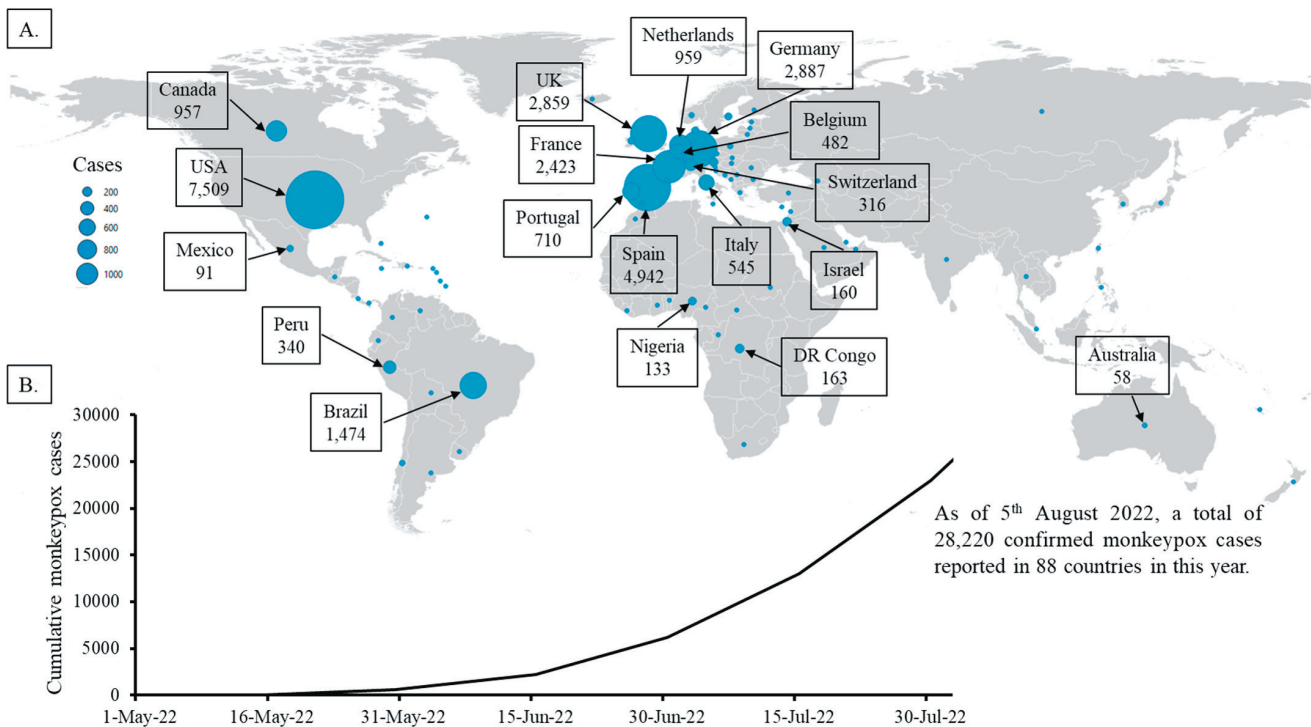 A.
Netherlands
959
Germany
2,887
UK
2,859
Canada
957
Belgium
482
France
2,423
Cases
200
400
600
800
1000
USA
7,509
Switzerland
316
Portugal
710
Spain
4,942
Italy
545
Israel
160
Mexico
91
Peru
340
Nigeria
133
DR Congo
163
Australia
58
B.
Brazil
1,474
Cumulative monkeypox cases
30000
25000
20000
15000
10000
5000
0
As of 5th August 2022, a total of
28,220 confirmed monkeypox cases
reported in 88 countries in this year.
1-May-22 16-May-22 31-May-22 15-Jun-22 30-Jun-22 15-Jul-22 30-Jul-22